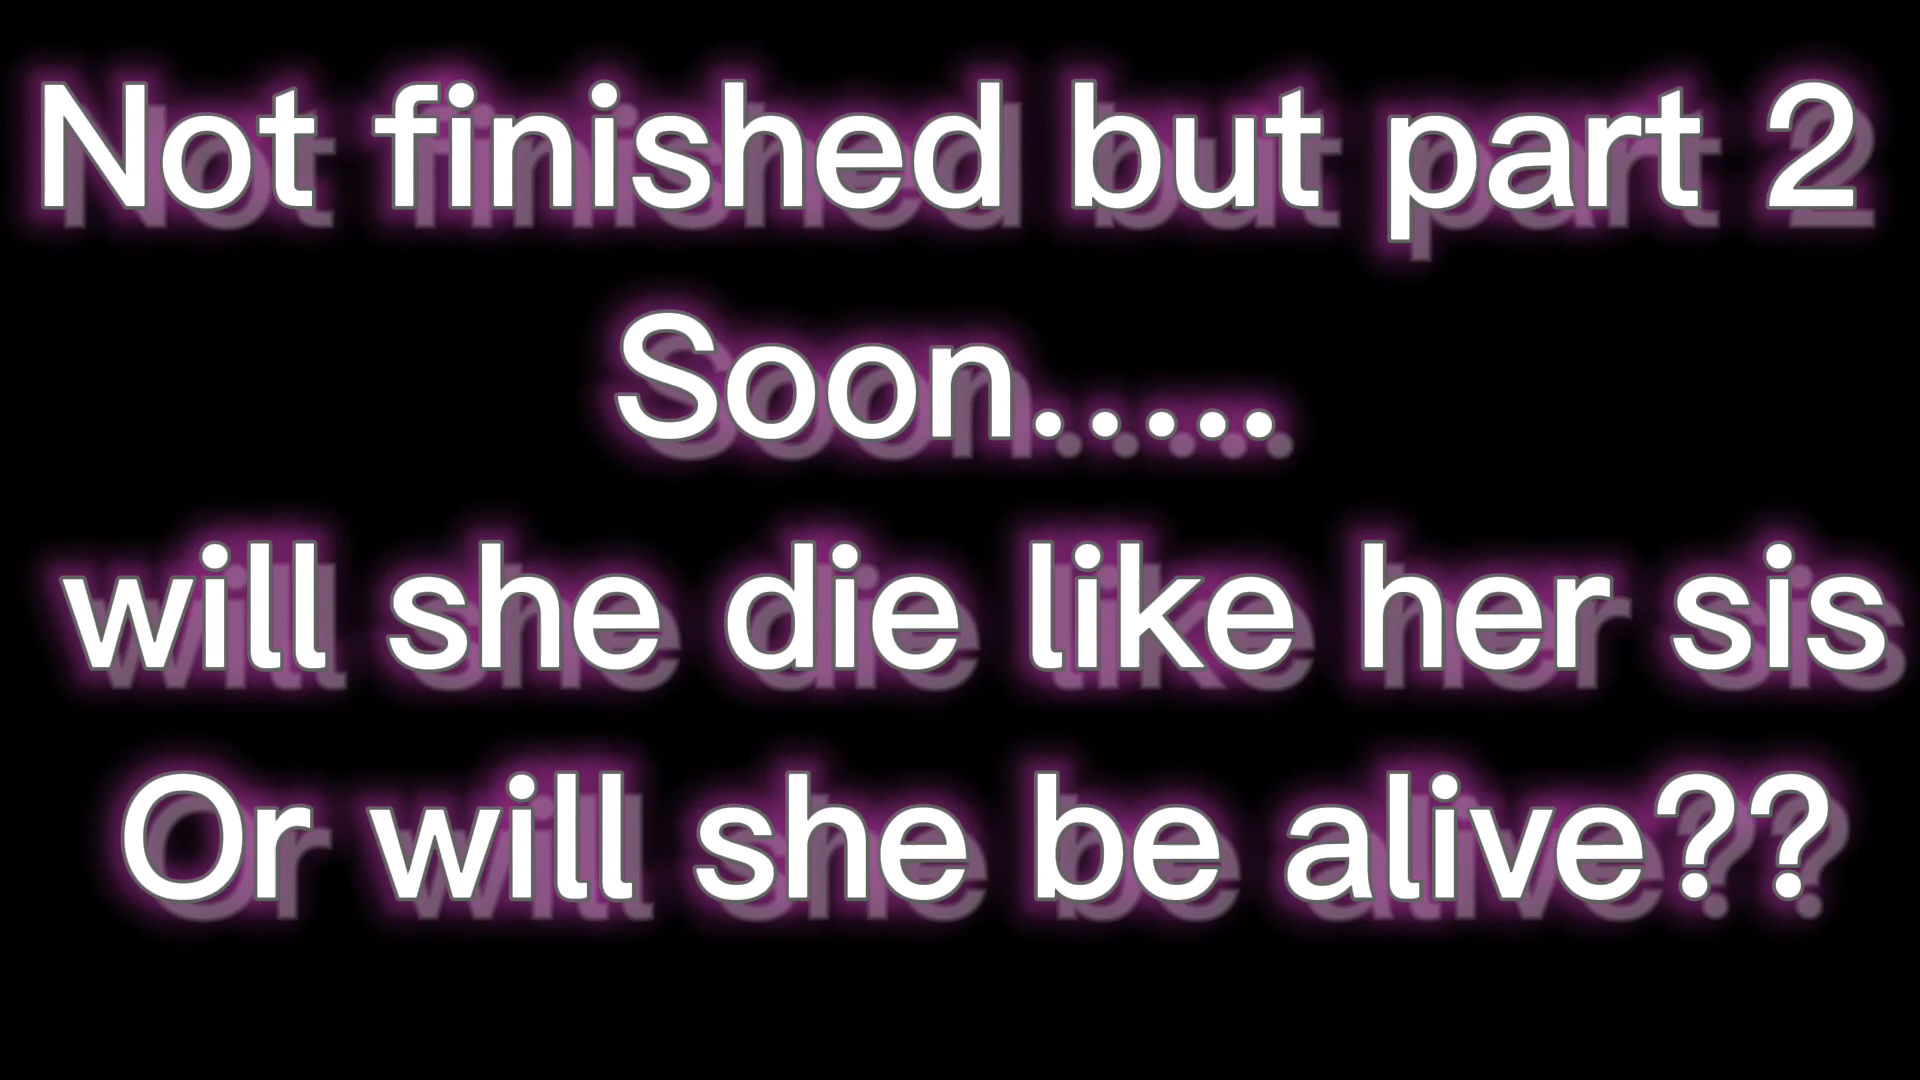 Not finished but part 2
Soon.....
will she die like her sis
Or will she be alive??